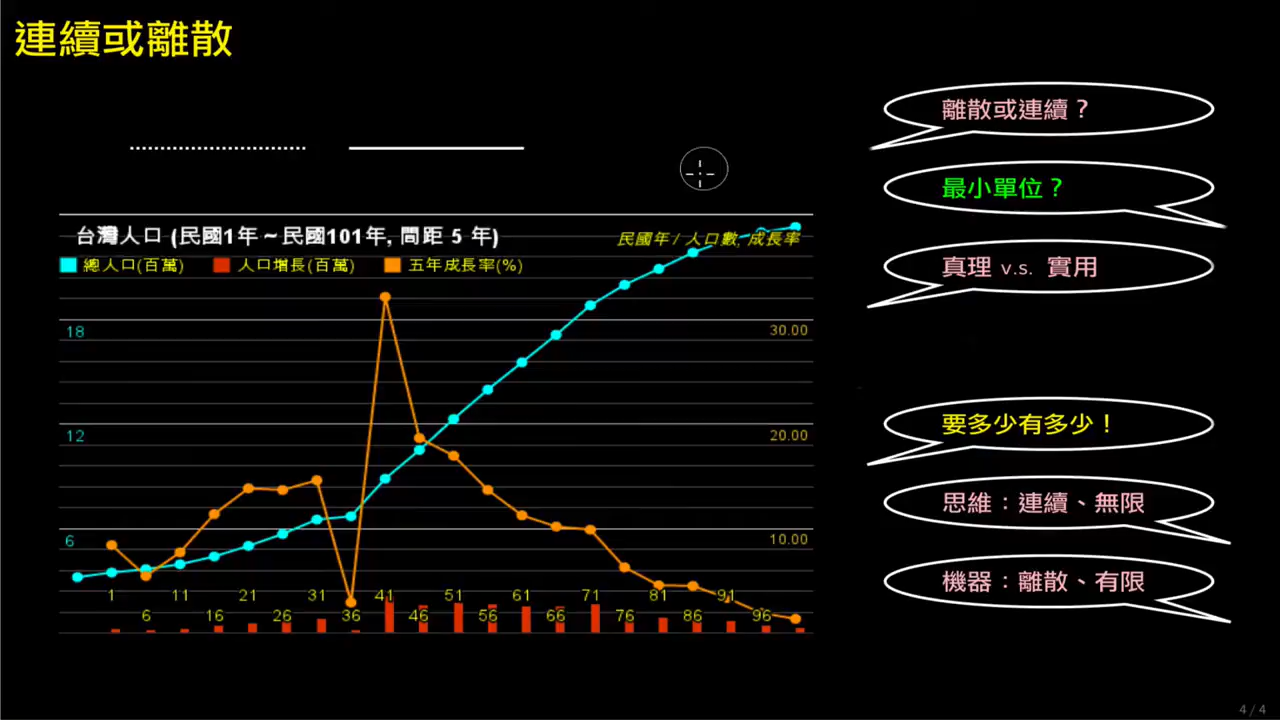 連續或離散
離散或連續？
最小單位？
真理 v.s. 實用
要多少有多少！
思維：連續、無限
機器：離散、有限
台灣人口 (民國1年～民國101年, 間距 5 年)
民國年 / 人口數, 成長率
總人口(百萬) 人口增長(百萬) 五年成長率(%)
18 30.00
12 20.00
6 10.00
1 11 21 31 41 51 61 71 81 91
6 16 26 36 46 56 66 76 86 96
4 / 4